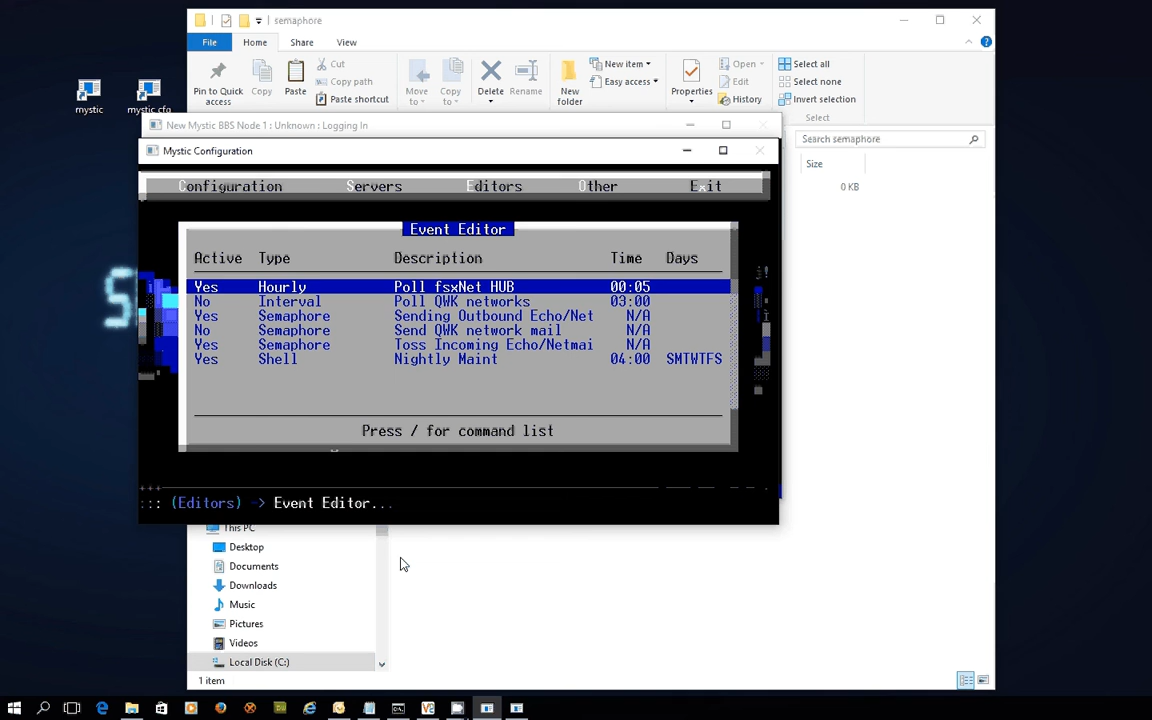 semaphore
File Home Share View
Pin to Quick access
Copy
Paste
Cut
Copy path
Paste shortcut
Move to
Copy to
Delete
Rename
New folder
New item
Easy access
Properties
Open
Edit
History
Select all
Select none
Invert selection
Select
mystic
mystic cfg
New Mystic BBS Node 1 : Unknown : Logging In
Search semaphore
Mystic Configuration
Size
0 KB
Configuration Servers Editors Other Exit
Event Editor
Active Type Description Time Days
Yes Hourly Poll fsxNet HUB 00:05
No Interval Poll QWK networks 03:00
Yes Semaphore Sending Outbound Echo/Net N/A
No Semaphore Send QWK network mail N/A
Yes Semaphore Toss Incoming Echo/Netmai N/A
Yes Shell Nightly Maint 04:00 SMTWTFS
Press / for command list
::: (Editors) -> Event Editor...
This PC
Desktop
Documents
Downloads
Music
Pictures
Videos
Local Disk (C:)
1 item